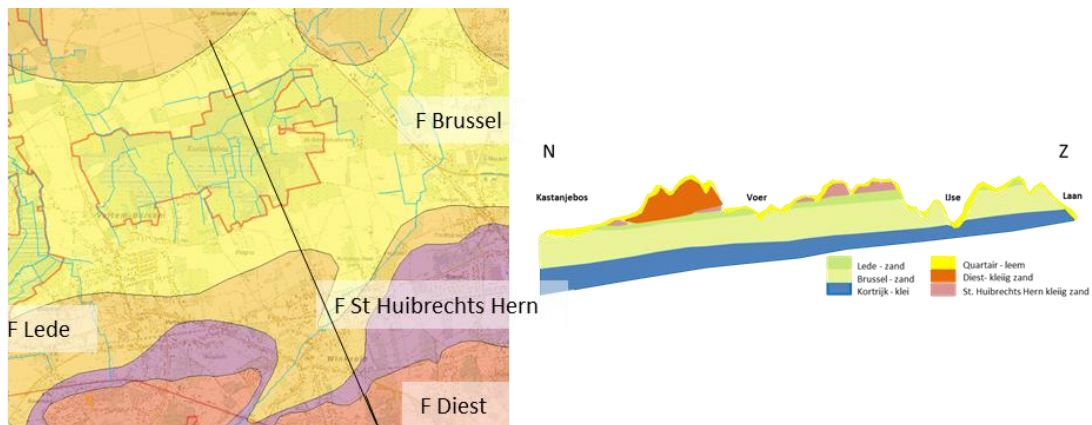 F Brussel
F St Huibrechts Hern
F Lede
F Diest
N
Z
Kastanjebos
Voer
IJse
Laan
Lede - zand
Brussel - zand
Kortrijk - klei
Quartair - leem
Diest- kleiig zand
St. Huibrechts Hern kleiig zand